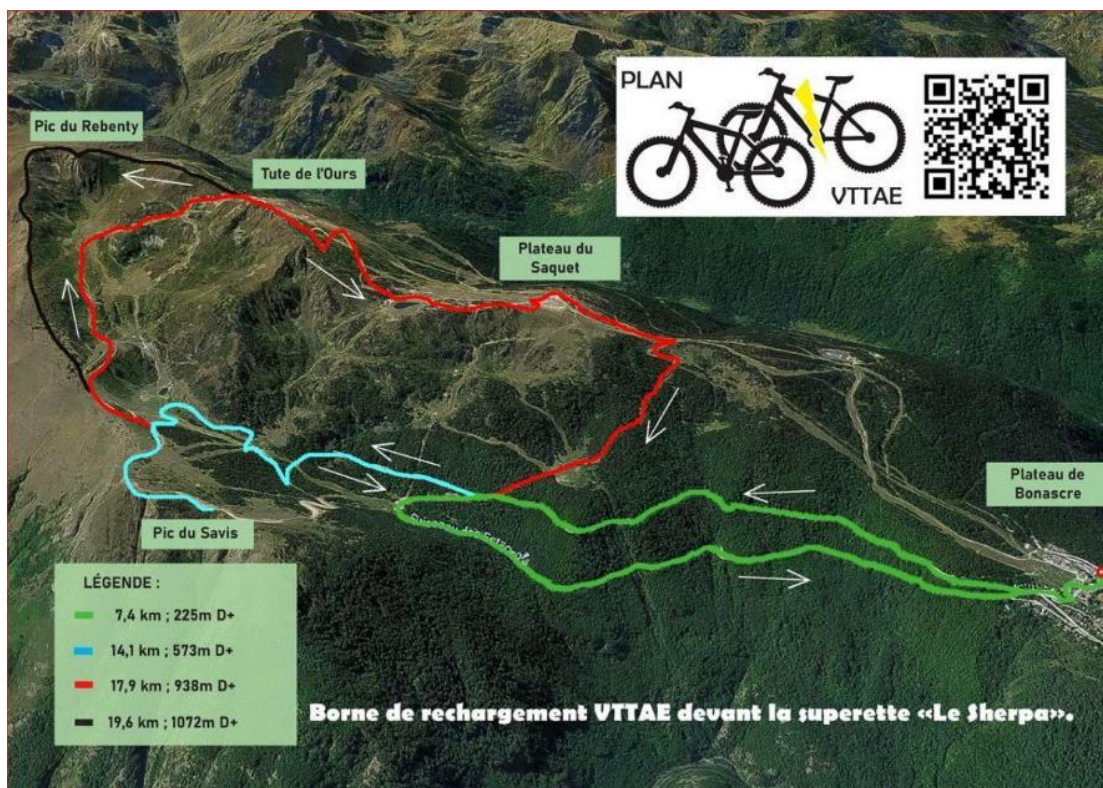 PLAN
VTTAE
Pic du Rebenty
Tute de l'Ours
Plateau du
Saquet
Plateau de
Bonascre
Pic du Savis
LÉGENDE :
7,4 km ; 225m D+
14,1 km ; 573m D+
17,9 km ; 938m D+
19,6 km ; 1072m D+
Borne de rechargement VTTAE devant la superette «Le Sherpa».